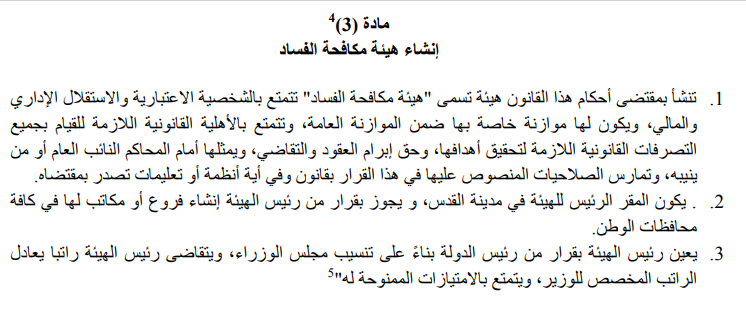 مادة (3)4
إنشاء هيئة مكافحة الفساد
1. تنشأ بمقتضى أحكام هذا القانون هيئة تسمى "هيئة مكافحة الفساد" تتمتع بالشخصية الاعتبارية والاستقلال الإداري
والمالي، ويكون لها موازنة خاصة بها ضمن الموازنة العامة، وتتمتع بالأهلية القانونية اللازمة للقيام بجميع
التصرفات القانونية اللازمة لتحقيق أهدافها، وحق إبرام العقود والتقاضي، ويمثلها أمام المحاكم النائب العام أو من
ينيبه، وتمارس الصلاحيات المنصوص عليها في هذا القرار بقانون وفي أية أنظمة أو تعليمات تصدر بمقتضاه.
2. . يكون المقر الرئيس للهيئة في مدينة القدس، و يجوز بقرار من رئيس الهيئة إنشاء فروع أو مكاتب لها في كافة
محافظات الوطن.
3. يعين رئيس الهيئة بقرار من رئيس الدولة بناءً على تنسيب مجلس الوزراء، ويتقاضى رئيس الهيئة راتبا يعادل
الراتب المخصص للوزير، ويتمتع بالامتيازات الممنوحة له"5